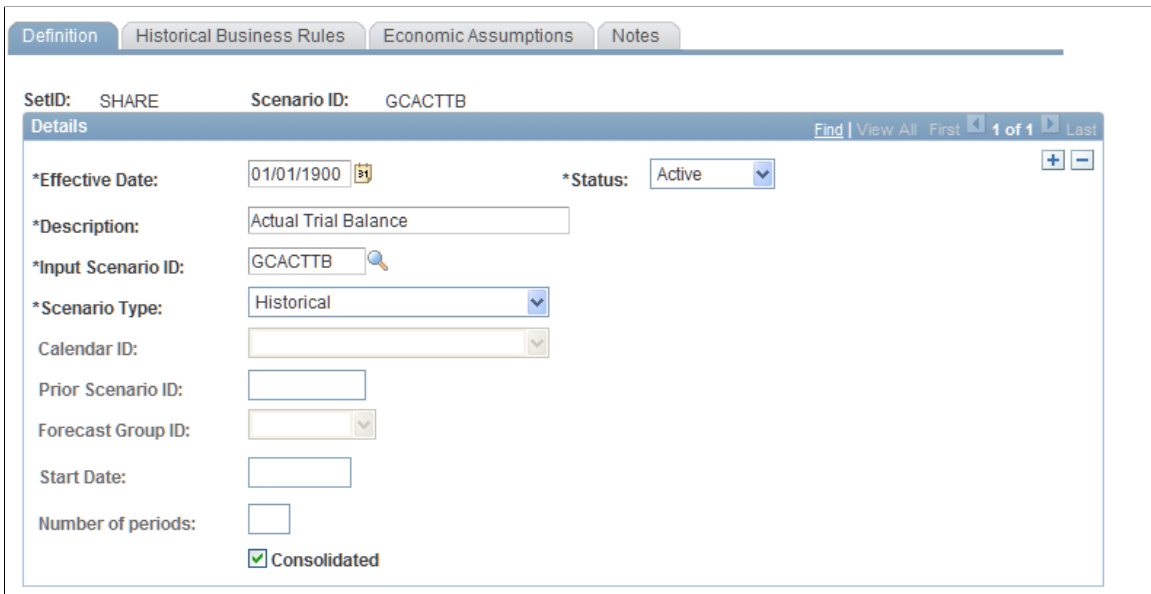 Definition Historical Business Rules Economic Assumptions Notes
SetID: SHARE Scenario ID: GCACTTB
Details Find | View All First 1 of 1 Last
*Effective Date: 01/01/1900 31 *Status: Active
*Description: Actual Trial Balance
*Input Scenario ID: GCACTTB
*Scenario Type: Historical
Calendar ID:
Prior Scenario ID:
Forecast Group ID:
Start Date:
Number of periods:
Consolidated